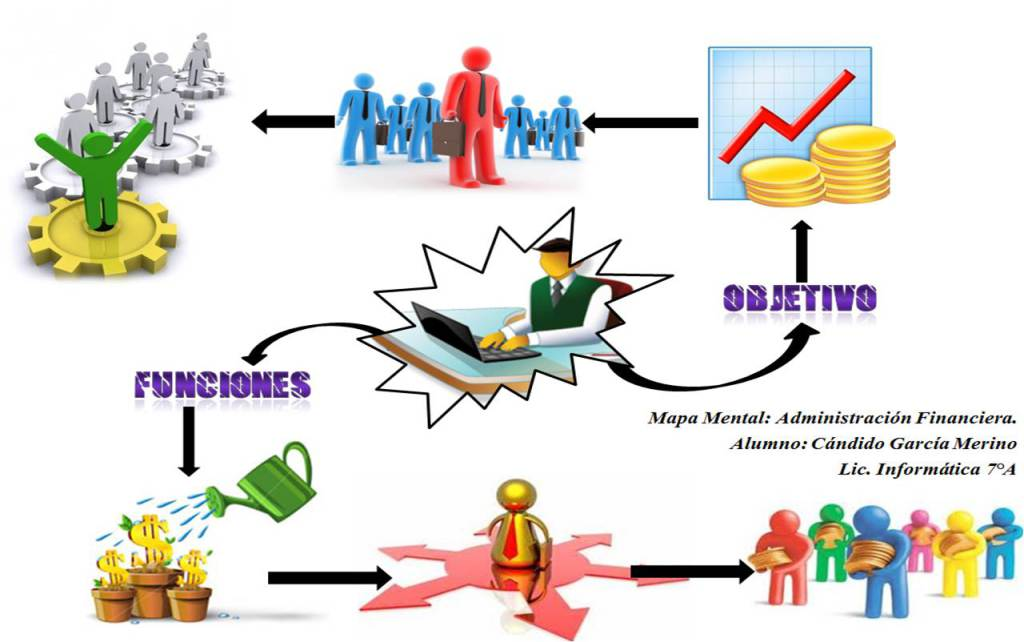 OBJETIVO
FUNCIONES
Mapa Mental: Administración Financiera.
Alumno: Cándido García Merino
Lic. Informática 7°A